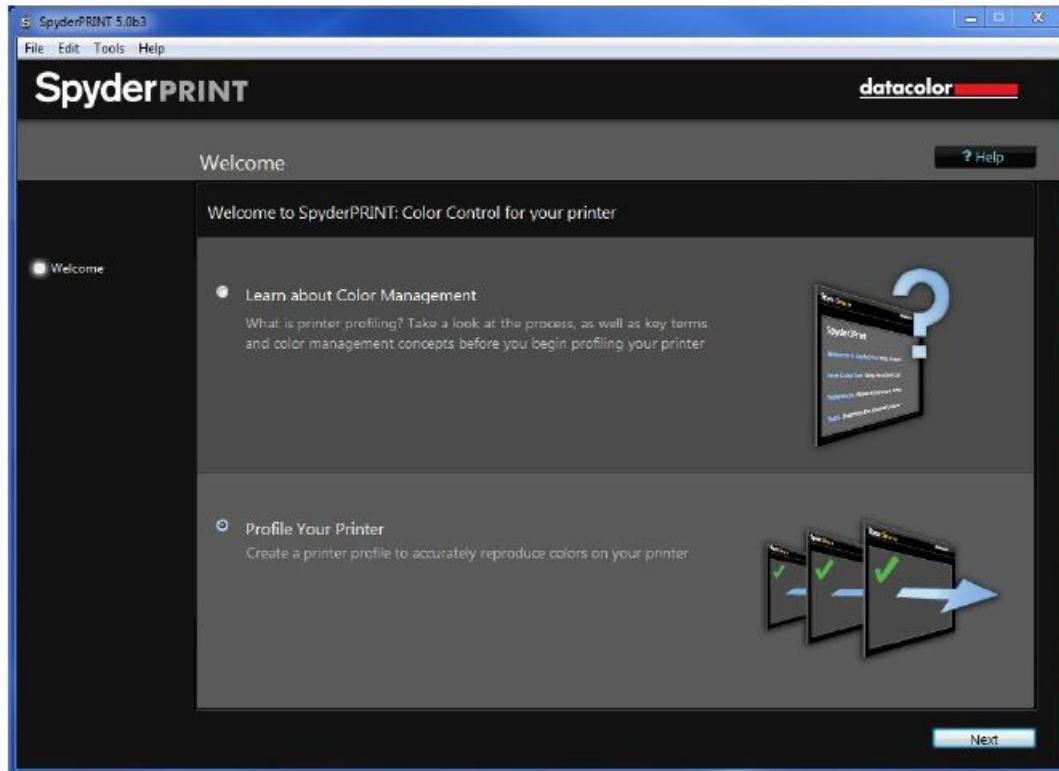 SpyderPRINT 5.0b3
File Edit Tools Help
SpyderPRINT
datacolor
Welcome
? Help
Welcome to SpyderPRINT: Color Control for your printer
Welcome
Learn about Color Management
What is printer profiling? Take a look at the process, as well as key terms
and color management concepts before you begin profiling your printer
Spyder3Print
Profile Your Printer
Create a printer profile to accurately reproduce colors on your printer
Next